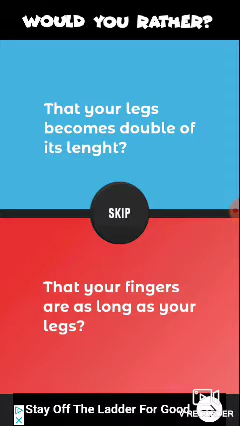 WOULD YOU RATHER?
That your legs
becomes double of
its lenght?
SKIP
That your fingers
are as long as your
legs?
Stay Off The Ladder For Good